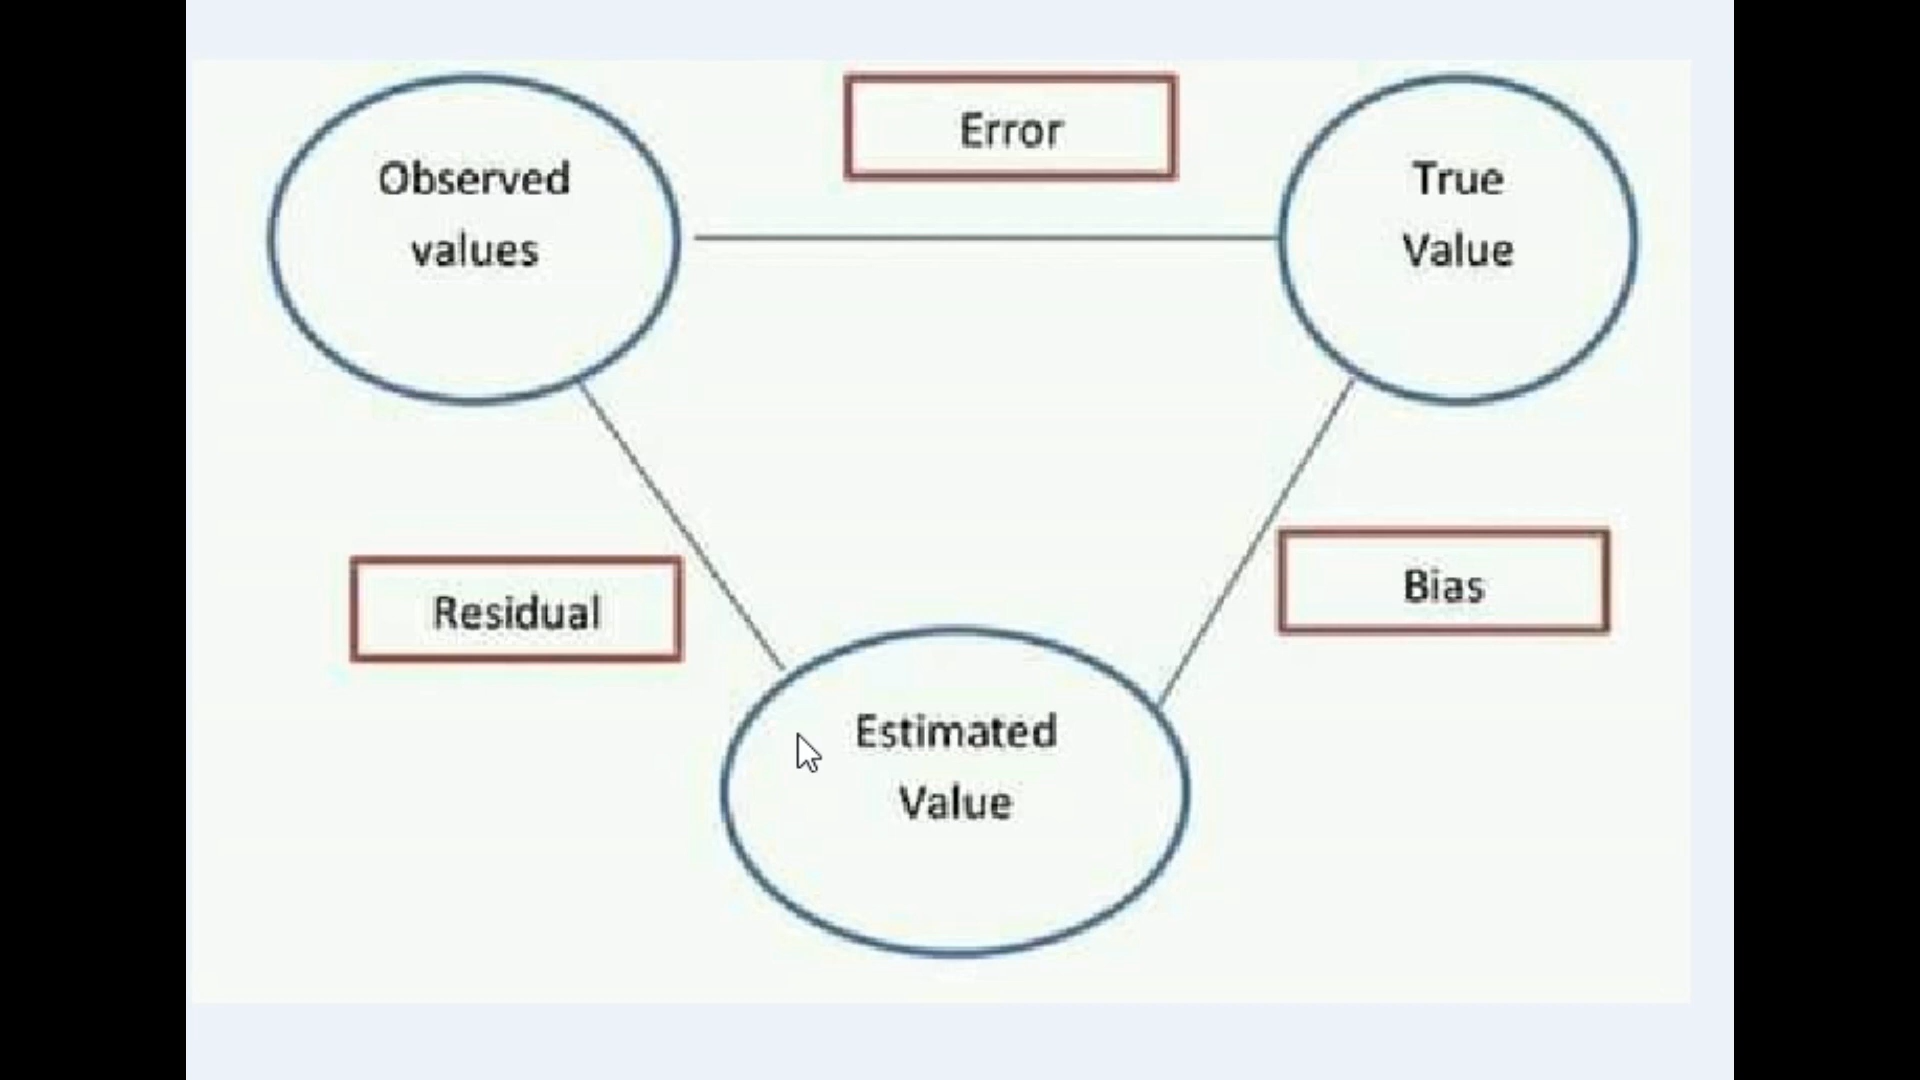 Observed
values
Error
True
Value
Residual
Bias
Estimated
Value